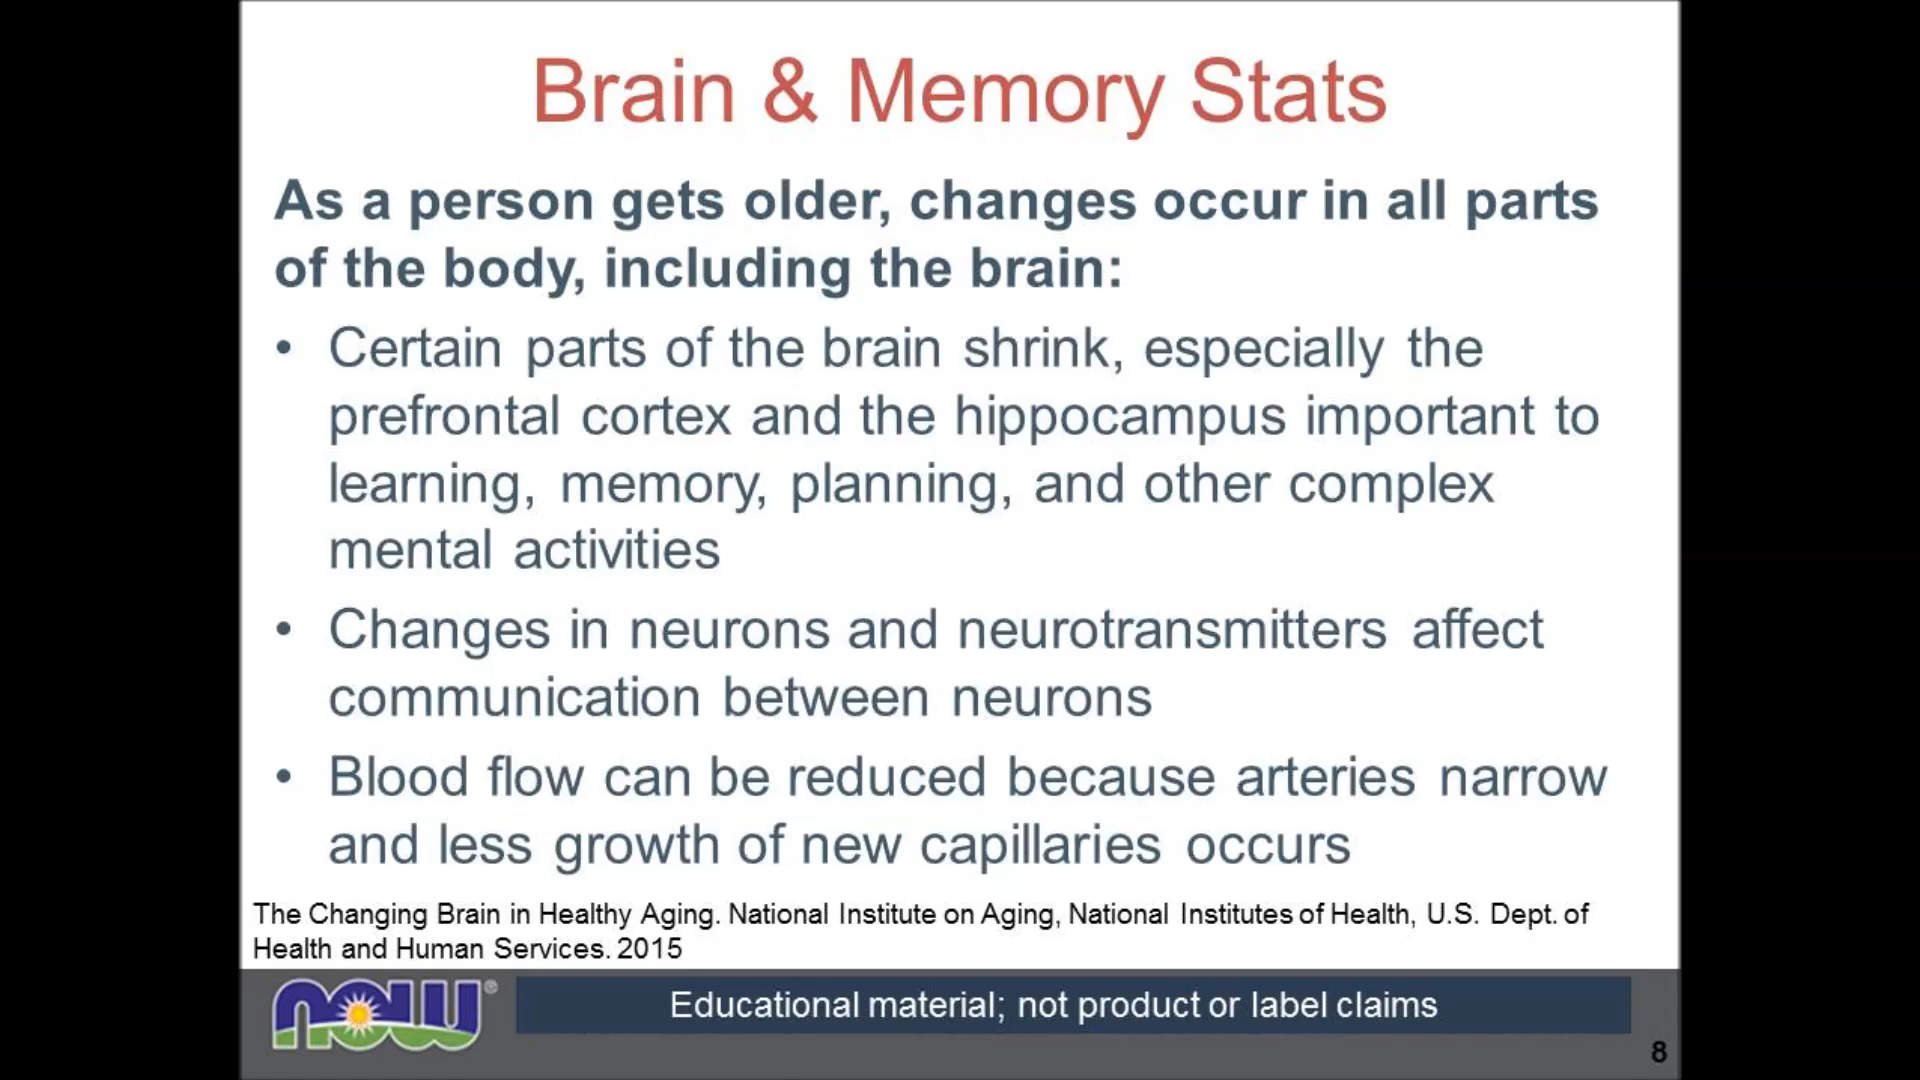 Brain & Memory Stats
As a person gets older, changes occur in all parts
of the body, including the brain:
• Certain parts of the brain shrink, especially the
prefrontal cortex and the hippocampus important to
learning, memory, planning, and other complex
mental activities
• Changes in neurons and neurotransmitters affect
communication between neurons
• Blood flow can be reduced because arteries narrow
and less growth of new capillaries occurs
The Changing Brain in Healthy Aging. National Institute on Aging, National Institutes of Health, U.S. Dept. of
Health and Human Services. 2015
NOW®
Educational material; not product or label claims
8